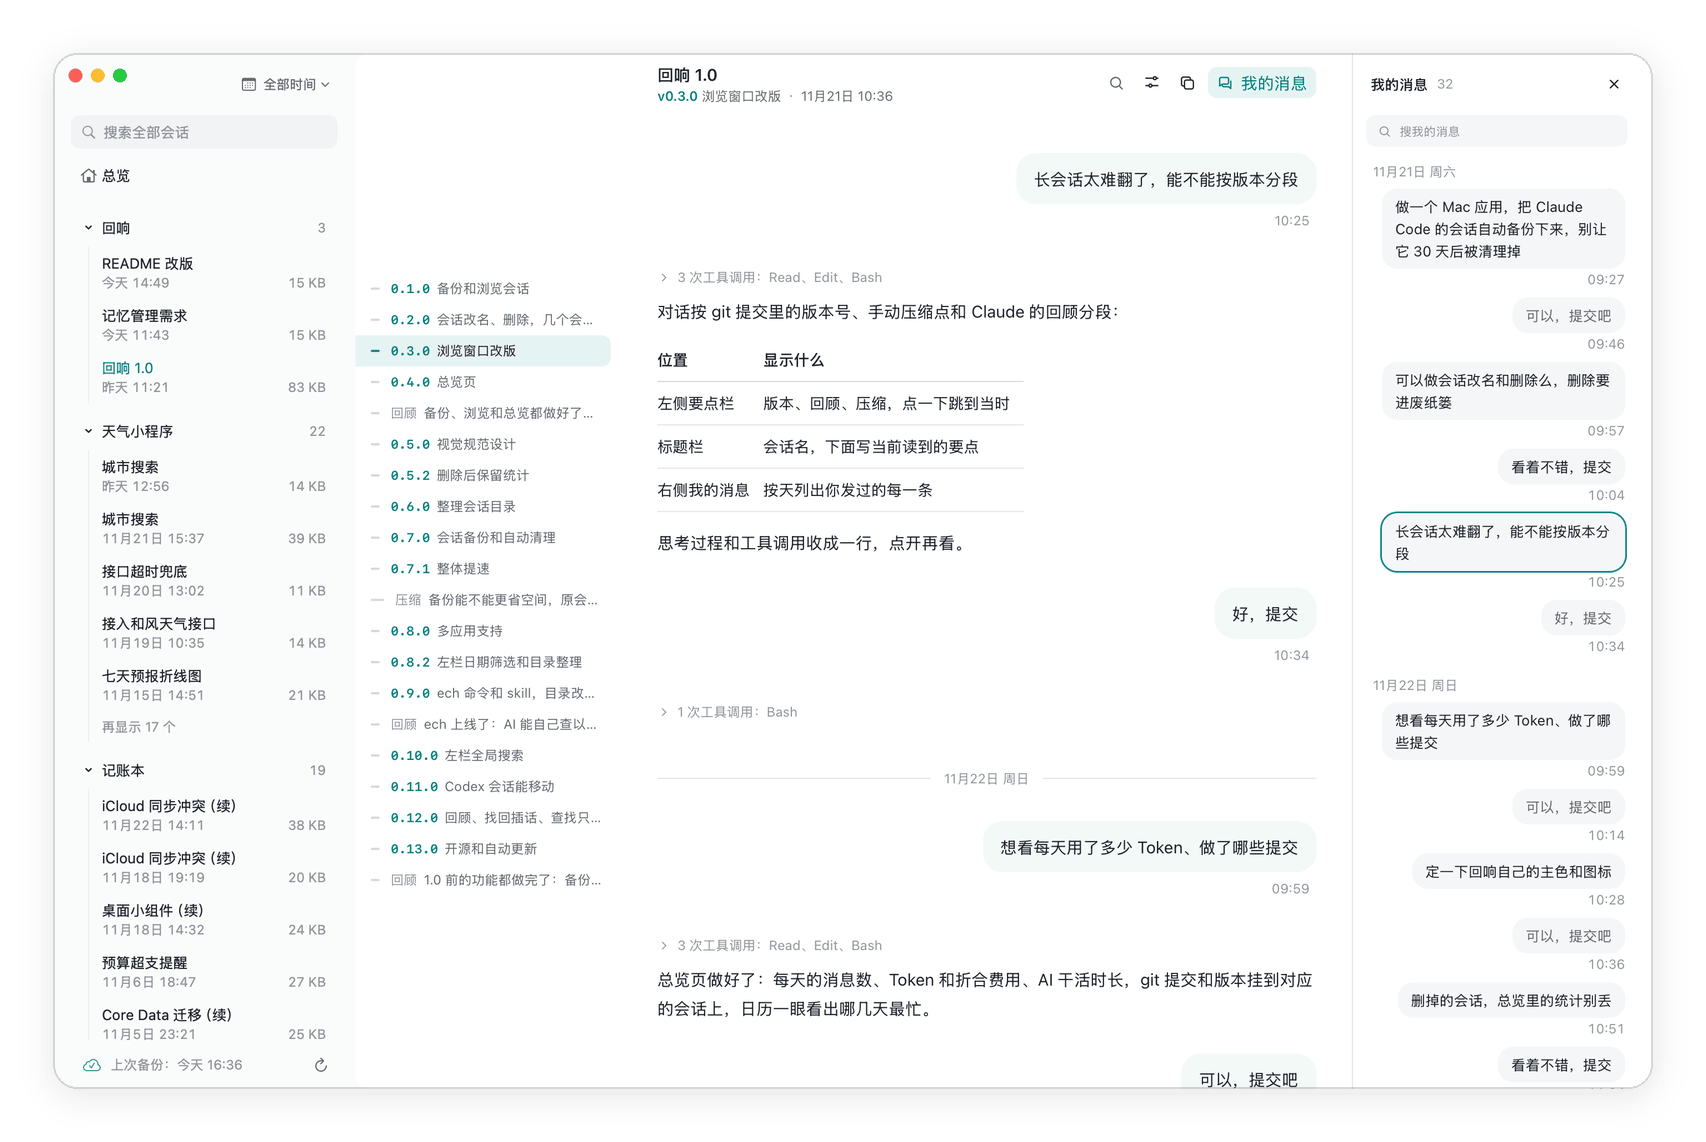 全部时间
搜索全部会话
总览
回响 3
README 改版
今天 14:49 15 KB
记忆管理需求
今天 11:43 15 KB
回响 1.0
昨天 11:21 83 KB
天气小程序 22
城市搜索
昨天 12:56 14 KB
城市搜索
11月21日 15:37 39 KB
接口超时兜底
11月20日 13:02 11 KB
接入和风天气接口
11月19日 10:35 14 KB
七天预报折线图
11月15日 14:51 21 KB
再显示 17 个
记账本 19
iCloud 同步冲突 (续)
11月22日 14:11 38 KB
iCloud 同步冲突 (续)
11月18日 19:19 20 KB
桌面小组件 (续)
11月18日 14:32 24 KB
预算超支提醒
11月6日 18:47 27 KB
Core Data 迁移 (续)
11月5日 23:21 25 KB
上次备份：今天 16:36
0.1.0 备份和浏览会话
0.2.0 会话改名、删除，几个会...
0.3.0 浏览窗口改版
0.4.0 总览页
回顾 备份、浏览和总览都做好了...
0.5.0 视觉规范设计
0.5.2 删除后保留统计
0.6.0 整理会话目录
0.7.0 会话备份和自动清理
0.7.1 整体提速
压缩 备份能不能更省空间，原会...
0.8.0 多应用支持
0.8.2 左栏日期筛选和目录整理
0.9.0 ech 命令和 skill，目录改...
回顾 ech 上线了：AI 能自己查以...
0.10.0 左栏全局搜索
0.11.0 Codex 会话能移动
0.12.0 回顾、找回插话、查找只...
0.13.0 开源和自动更新
回顾 1.0 前的功能都做完了：备份...
回响 1.0
v0.3.0 浏览窗口改版 · 11月21日 10:36
我的消息
长会话太难翻了，能不能按版本分段
10:25
3 次工具调用：Read、Edit、Bash
对话按 git 提交里的版本号、手动压缩点和 Claude 的回顾分段：
位置 显示什么
左侧要点栏 版本、回顾、压缩，点一下跳到当时
标题栏 会话名，下面写当前读到的要点
右侧我的消息 按天列出你发过的每一条
思考过程和工具调用收成一行，点开再看。
好，提交
10:34
1 次工具调用：Bash
11月22日 周日
想看每天用了多少 Token、做了哪些提交
09:59
3 次工具调用：Read、Edit、Bash
总览页做好了：每天的消息数、Token 和折合费用、AI 干活时长，git 提交和版本挂到对应
的会话上，日历一眼看出哪几天最忙。
可以，提交吧
我的消息 32
搜我的消息
11月21日 周六
做一个 Mac 应用，把 Claude
Code 的会话自动备份下来，别让
它 30 天后被清理掉
09:27
可以，提交吧
09:46
可以做会话改名和删除么，删除要
进废纸篓
09:57
看着不错，提交
10:04
长会话太难翻了，能不能按版本分
段
10:25
好，提交
10:34
11月22日 周日
想看每天用了多少 Token、做了哪
些提交
09:59
可以，提交吧
10:14
定一下回响自己的主色和图标
10:28
可以，提交吧
10:36
删掉的会话，总览里的统计别丢
10:51
看着不错，提交